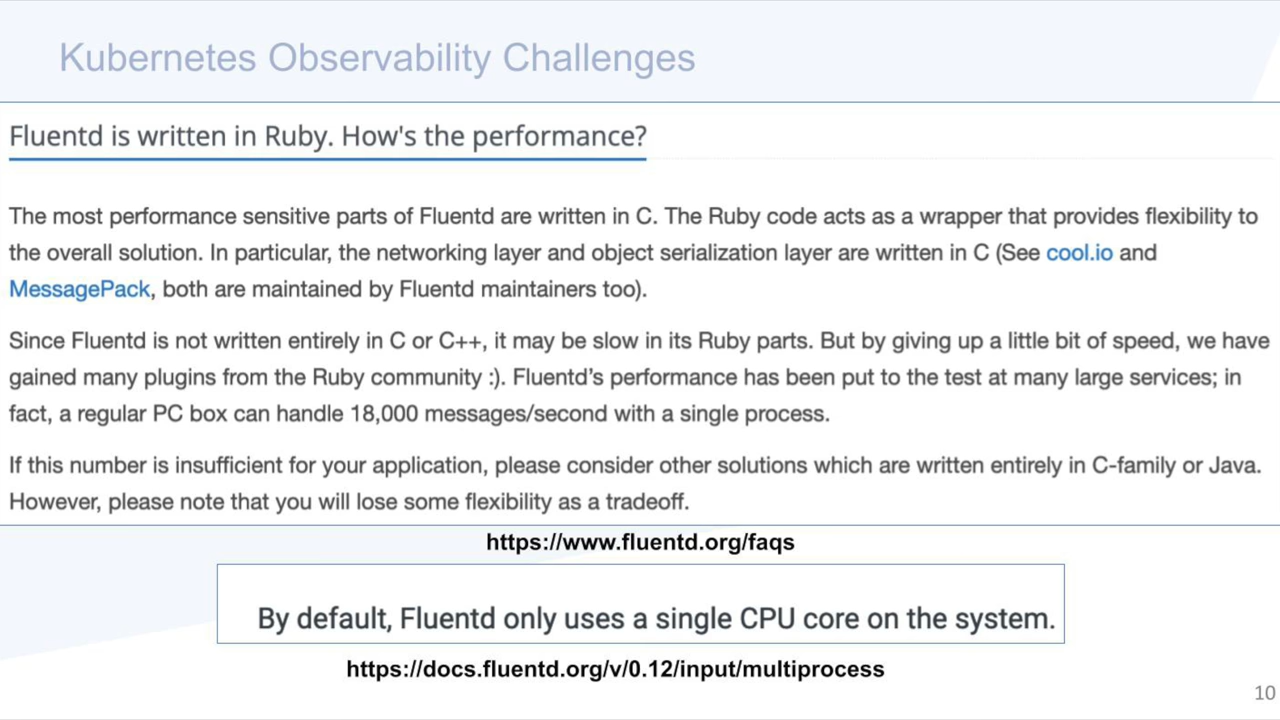 Kubernetes Observability Challenges
Fluentd is written in Ruby. How's the performance?
The most performance sensitive parts of Fluentd are written in C. The Ruby code acts as a wrapper that provides flexibility to
the overall solution. In particular, the networking layer and object serialization layer are written in C (See cool.io and
MessagePack, both are maintained by Fluentd maintainers too).
Since Fluentd is not written entirely in C or C++, it may be slow in its Ruby parts. But by giving up a little bit of speed, we have
gained many plugins from the Ruby community :). Fluentd’s performance has been put to the test at many large services; in
fact, a regular PC box can handle 18,000 messages/second with a single process.
If this number is insufficient for your application, please consider other solutions which are written entirely in C-family or Java.
However, please note that you will lose some flexibility as a tradeoff.
https://www.fluentd.org/faqs
By default, Fluentd only uses a single CPU core on the system.
https://docs.fluentd.org/v/0.12/input/multiprocess
10